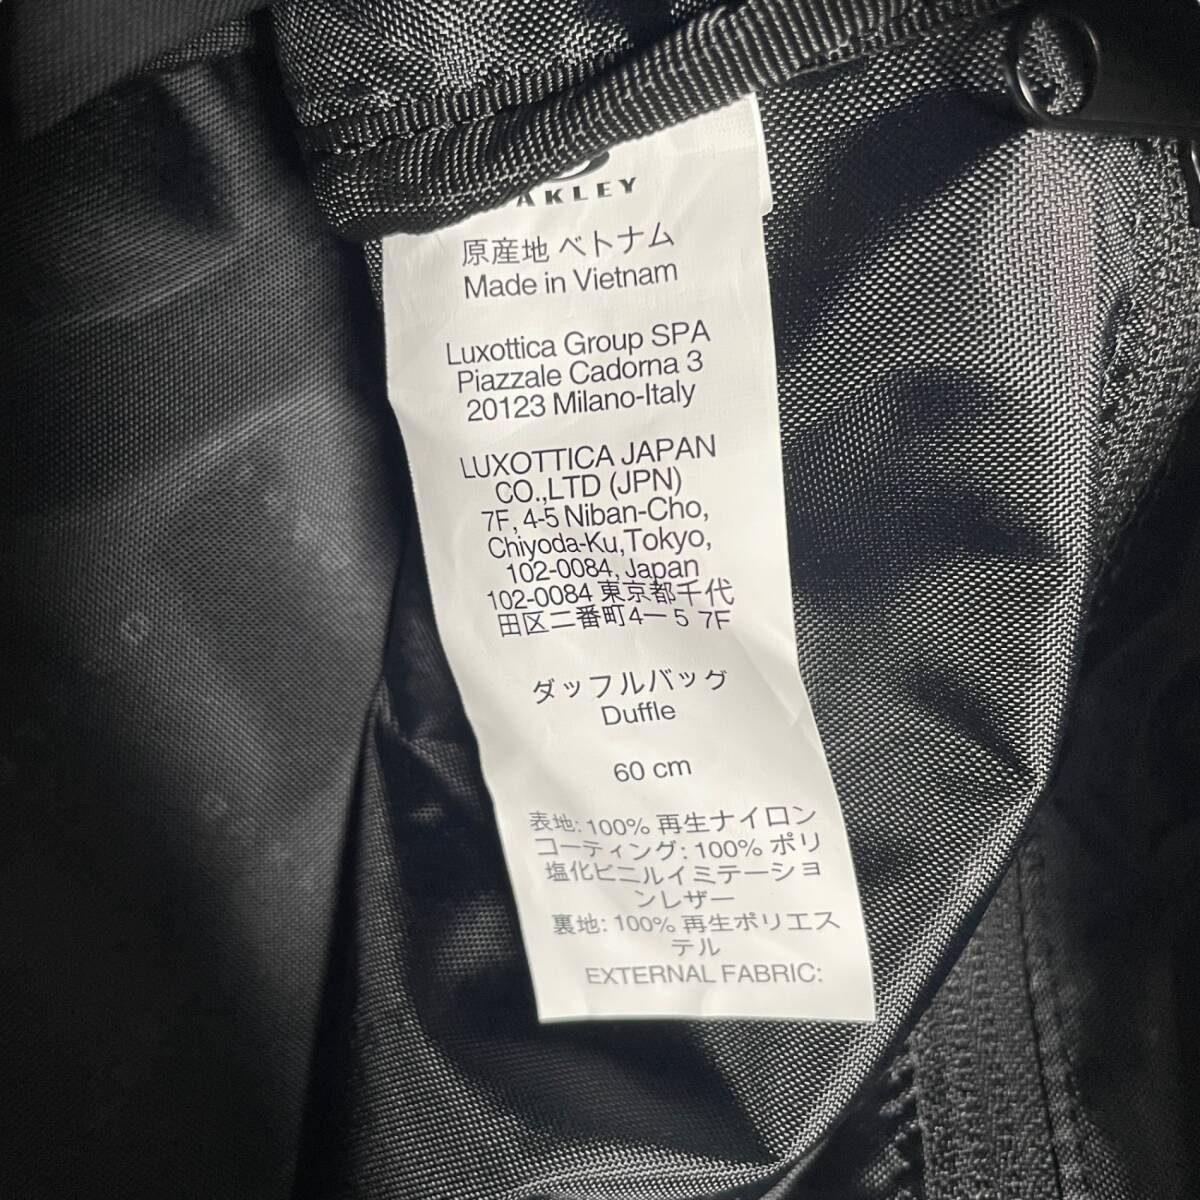 AKLEY
原産地 ベトナム
Made in Vietnam
Luxottica Group SPA
Piazzale Cadorna 3
20123 Milano-Italy
LUXOTTICA JAPAN
CO.,LTD (JPN)
7F, 4-5 Niban-Cho,
Chiyoda-Ku,Tokyo,
102-0084, Japan
102-0084 東京都千代
田区二番町4ー5 7F
ダッフルバッグ
Duffle
60 cm
表地: 100% 再生ナイロン
コーティング: 100% ポリ
塩化ビニルイミテーショ
ンレザー
裏地: 100% 再生ポリエス
テル
EXTERNAL FABRIC: